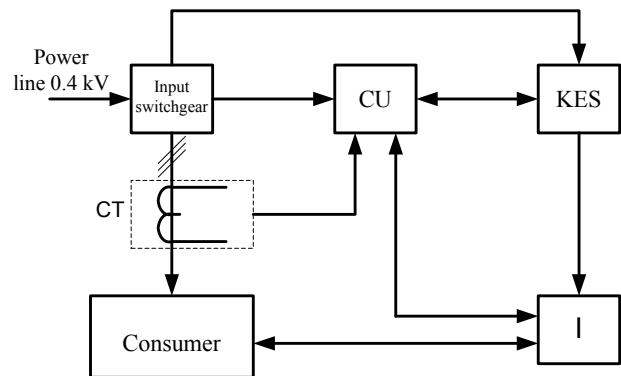 Power
line 0.4 kV
Input
switchgear
CU
KES
CT
Consumer
I